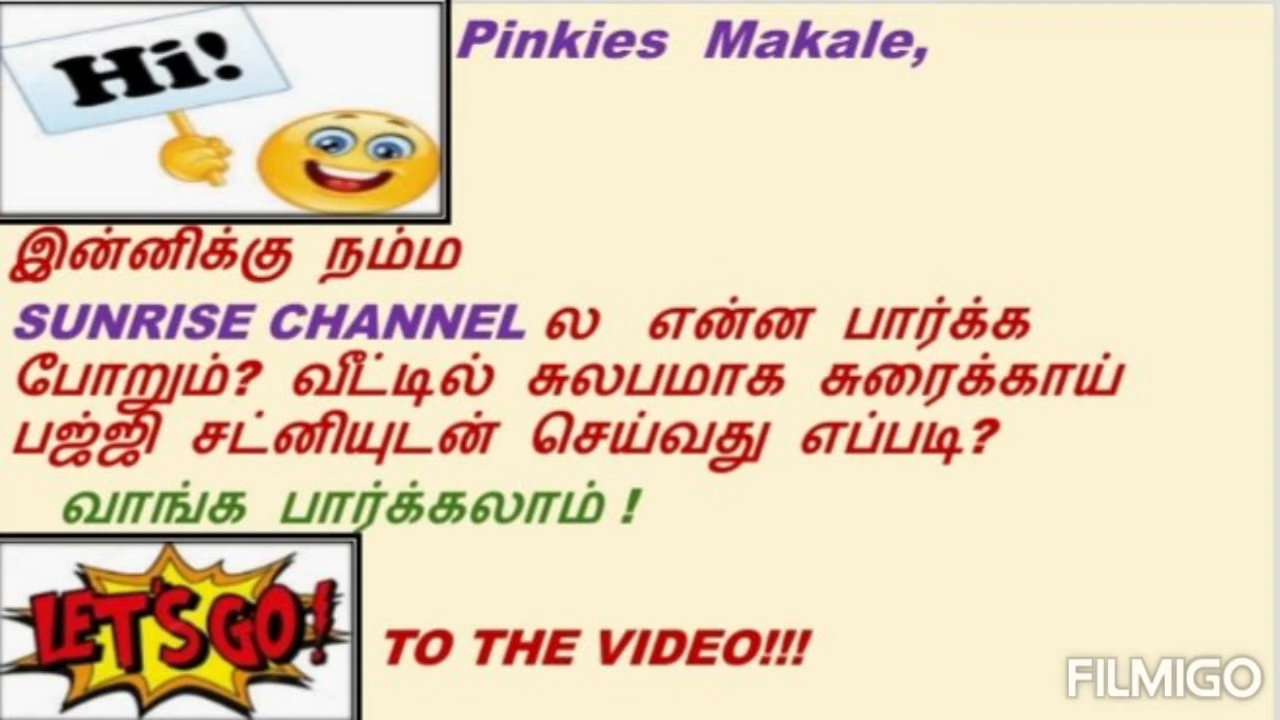 Hi!
Pinkies Makale,
இன்னிக்கு நம்ம
SUNRISE CHANNEL ல என்ன பார்க்க
போறும்? வீட்டில் சுலபமாக சுரைக்காய்
பஜ்ஜி சட்னியுடன் செய்வது எப்படி?
வாங்க பார்க்கலாம் !
LET'S GO!
TO THE VIDEO!!!
FILMIGO